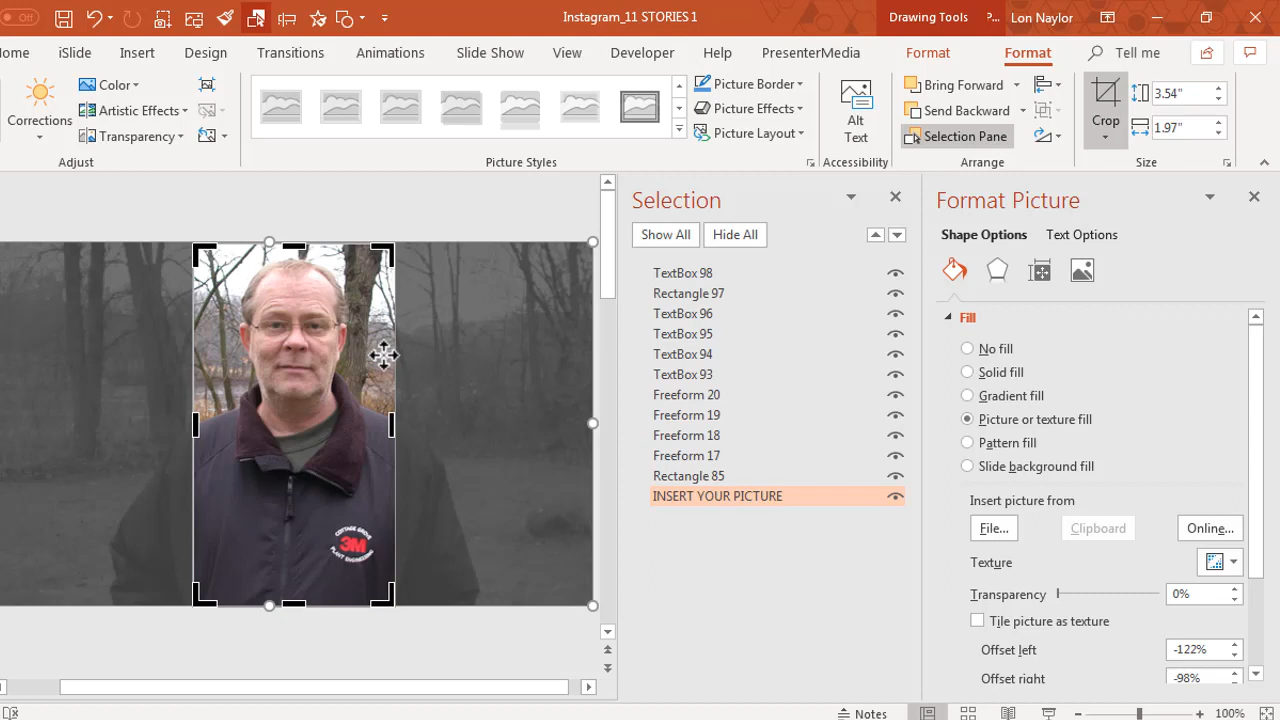 Off
Instagram_11 STORIES 1
Drawing Tools
?...
Lon Naylor
Home
iSlide
Insert
Design
Transitions
Animations
Slide Show
View
Developer
Help
PresenterMedia
Format
Format
Tell me
Corrections
Color
Artistic Effects
Transparency
Adjust
Picture Border
Picture Effects
Picture Layout
Picture Styles
Alt
Text
Accessibility
Bring Forward
Send Backward
Selection Pane
Arrange
Crop
3.54"
1.97"
Size
Selection
Show All
Hide All
TextBox 98
Rectangle 97
TextBox 96
TextBox 95
TextBox 94
TextBox 93
Freeform 20
Freeform 19
Freeform 18
Freeform 17
Rectangle 85
INSERT YOUR PICTURE
Format Picture
Shape Options
Text Options
Fill
No fill
Solid fill
Gradient fill
Picture or texture fill
Pattern fill
Slide background fill
Insert picture from
File...
Clipboard
Online...
Texture
Transparency
0%
Tile picture as texture
Offset left
-122%
Offset right
-98%
COTTAGE GROVE
3M
PLANT ENGINEERING
Notes
100%